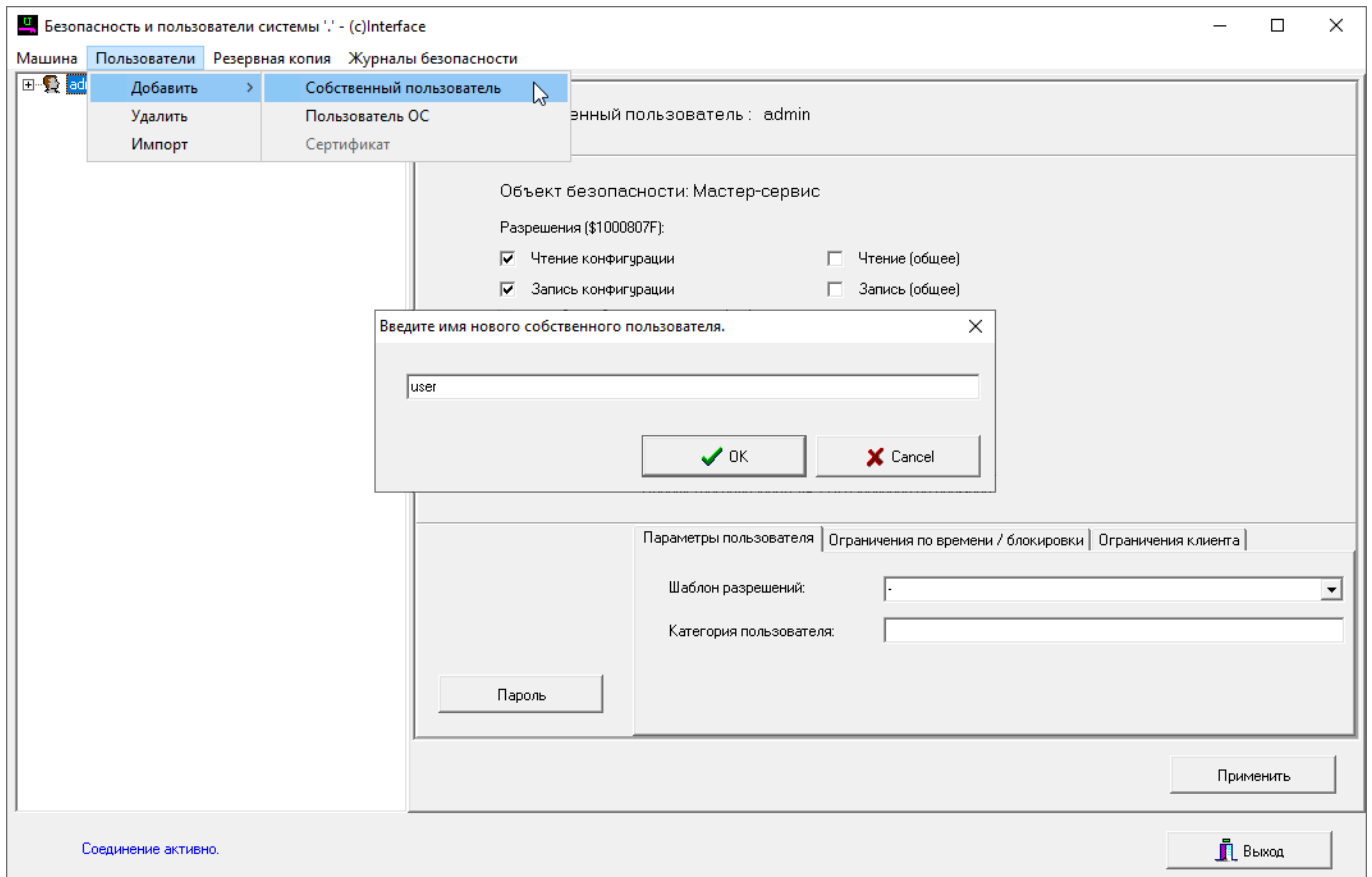 Безопасность и пользователи системы '.' - (c)Interface
Машина Пользователи Резервная копия Журналы безопасности
Добавить
Удалить
Импорт
Собственный пользователь
Пользователь ОС
Сертификат
енный пользователь : admin
Объект безопасности: Мастер-сервис
Разрешения ($1000807F):
Чтение конфигурации
Чтение (общее)
Запись конфигурации
Запись (общее)
Введите имя нового собственного пользователя.
user
OK
Cancel
Параметры пользователя Ограничения по времени / блокировки Ограничения клиента
Шаблон разрешений:
-
Категория пользователя:
Пароль
Применить
Соединение активно.
Выход